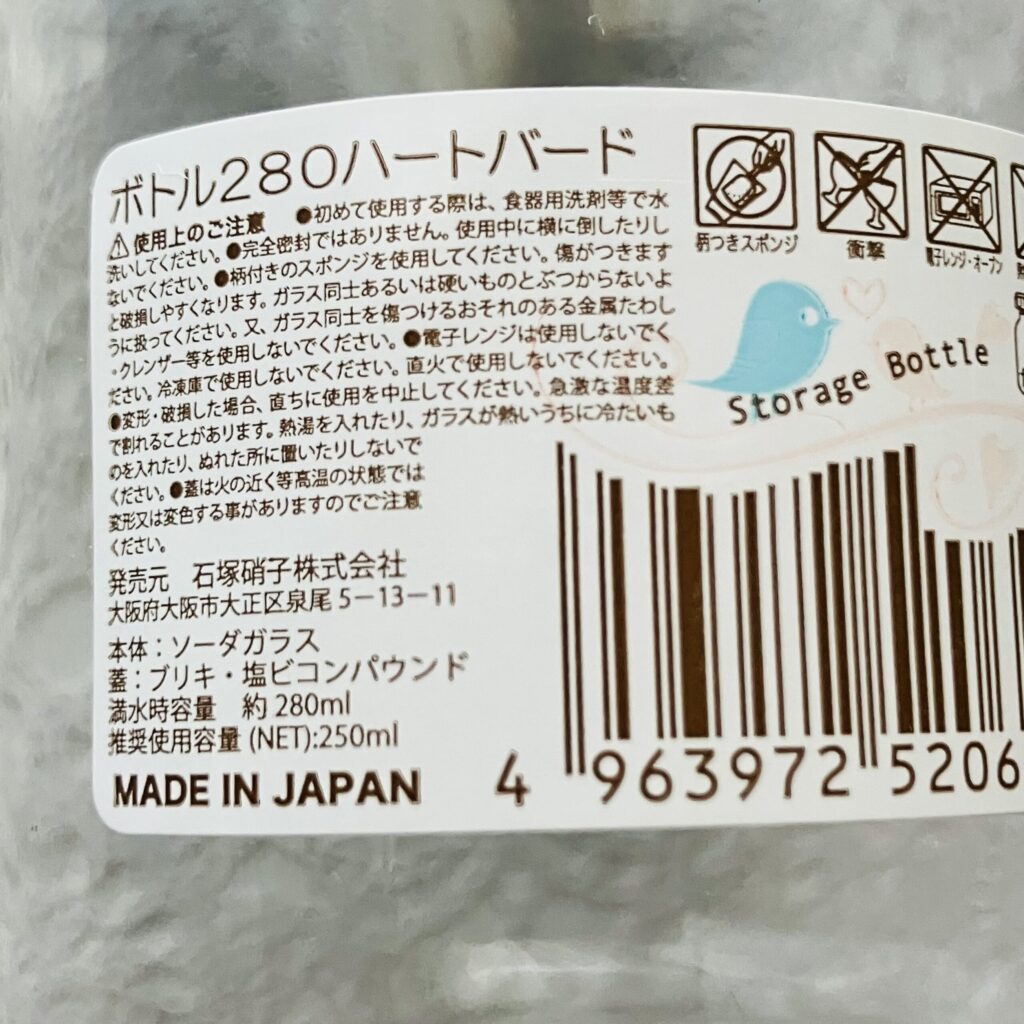 ボトル280ハートバード
⚠使用上のご注意 ●初めて使用する際は、食器用洗剤等で水
洗いしてください。●完全密封ではありません。使用中に横に倒したりし
ないでください。●柄付きのスポンジを使用してください。傷がつきます
と破損しやすくなります。ガラス同士あるいは硬いものとぶつからないよ
うに扱ってください。又、ガラス同士を傷つけるおそれのある金属たわし
・クレンザー等を使用しないでください。●電子レンジは使用しないでく
ださい。冷凍庫で使用しないでください。直火で使用しないでください。
●変形・破損した場合、直ちに使用を中止してください。急激な温度差
で割れることがあります。熱湯を入れたり、ガラスが熱いうちに冷たいも
のを入れたり、ぬれた所に置いたりしないで
ください。●蓋は火の近く等高温の状態では
変形又は変色する事がありますのでご注意
ください。
発売元 石塚硝子株式会社
大阪府大阪市大正区泉尾5−13−11
本体：ソーダガラス
蓋：ブリキ・塩ビコンパウンド
満水時容量 約280ml
推奨使用容量(NET):250ml
MADE IN JAPAN
柄つきスポンジ
衝撃
電子レンジ・オーブン
Storage Bottle
4 963972 5206